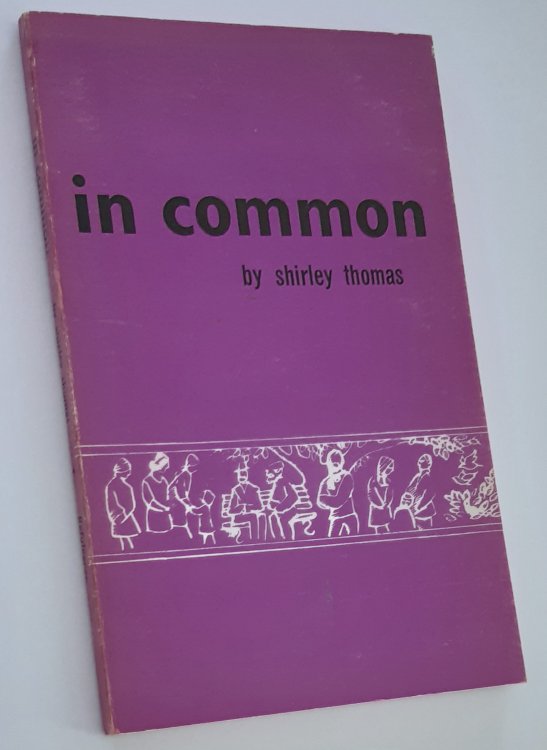 in common
by shirley thomas